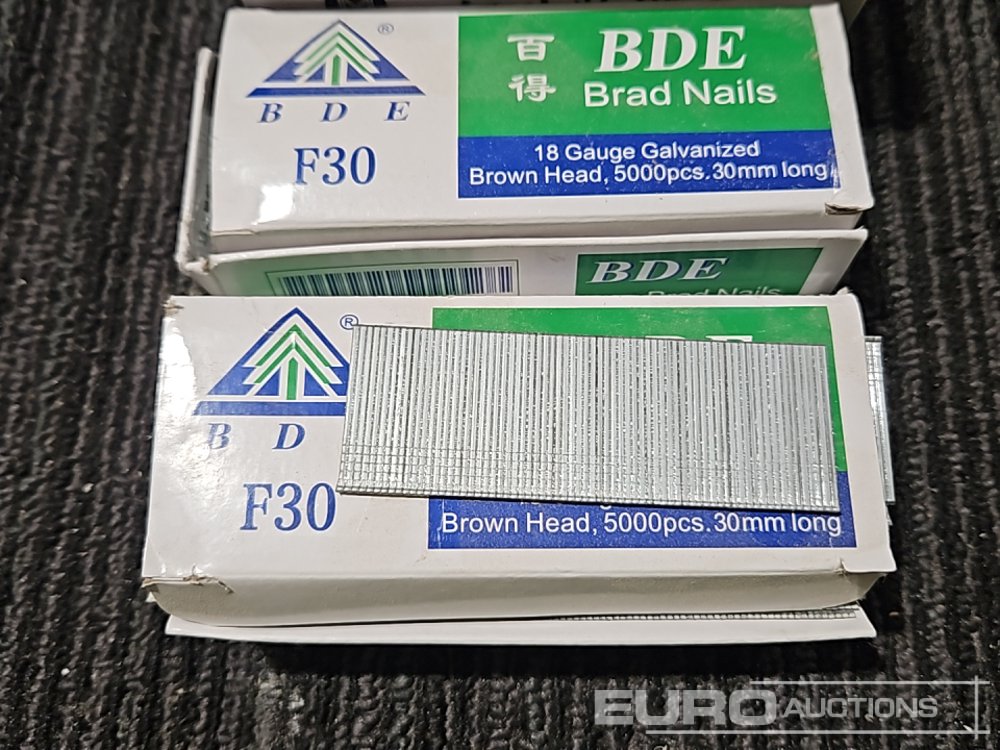 ®
B D E
F30
百得
BDE
Brad Nails
18 Gauge Galvanized
Brown Head, 5000pcs.30mm long
BDE
Brad Nails
®
B D
F30
Brown Head, 5000pcs.30mm long
EURO AUCTIONS